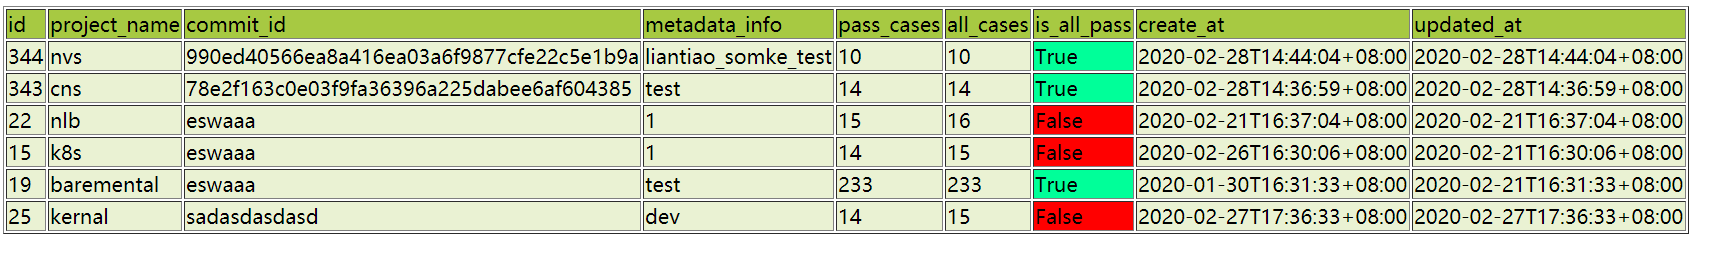 id project_name commit_id metadata_info pass_cases all_cases is_all_pass create_at updated_at
344 nvs 990ed40566ea8a416ea03a6f9877cfe22c5e1b9a liantiao_somke_test 10 10 True 2020-02-28T14:44:04+08:00 2020-02-28T14:44:04+08:00
343 cns 78e2f163c0e03f9fa36396a225dabee6af604385 test 14 14 True 2020-02-28T14:36:59+08:00 2020-02-28T14:36:59+08:00
22 nlb eswaaa 1 15 16 False 2020-02-21T16:37:04+08:00 2020-02-21T16:37:04+08:00
15 k8s eswaaa 1 14 15 False 2020-02-26T16:30:06+08:00 2020-02-21T16:30:06+08:00
19 baremental eswaaa test 233 233 True 2020-01-30T16:31:33+08:00 2020-02-21T16:31:33+08:00
25 kernal sadasdasdasd dev 14 15 False 2020-02-27T17:36:33+08:00 2020-02-27T17:36:33+08:00